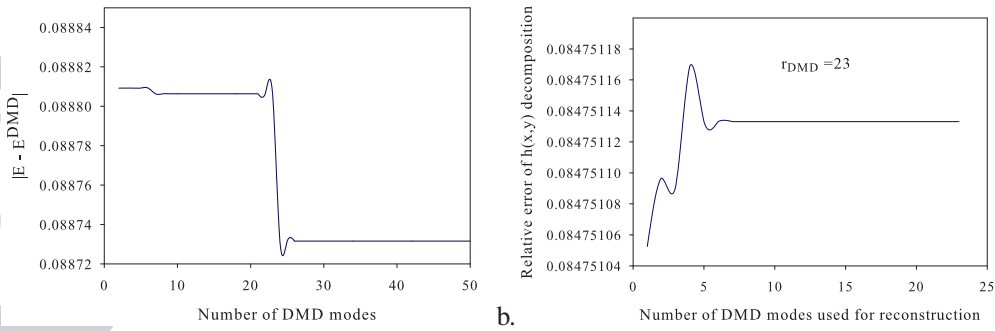 |E - E^DMD|
0.08884
0.08882
0.08880
0.08878
0.08876
0.08874
0.08872
0 10 20 30 40 50
Number of DMD modes
b.
Relative error of h(x,y) decomposition
0.08475118
0.08475116
0.08475114
0.08475112
0.08475110
0.08475108
0.08475106
0.08475104
r_DMD =23
0 5 10 15 20 25
Number of DMD modes used for reconstruction